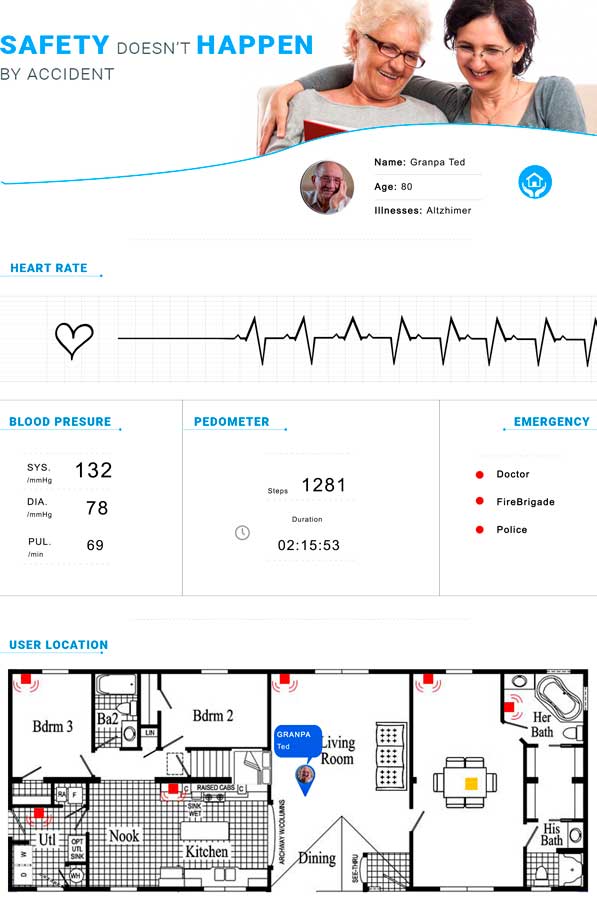 SAFETY DOESN'T HAPPEN
BY ACCIDENT
Name: Granpa Ted
Age: 80
Illnesses: Altzhimer
HEART RATE
BLOOD PRESURE
PEDOMETER
EMERGENCY
SYS.
/mmHg
132
DIA.
/mmHg
78
PUL.
/min
69
Steps 1281
Duration
02:15:53
Doctor
FireBrigade
Police
USER LOCATION
Bdrm 3
Ba2
LIN
Bdrm 2
GRANPA
Ted
Living
Room
Her
Bath
RA
F
C RAISED CABS C
SINK
WET
Utl
OPT
UTL
SINK
D W
WH
Nook
Kitchen
ARCHWAY W/COLUMNS
Dining
SEE-THRU
His
Bath